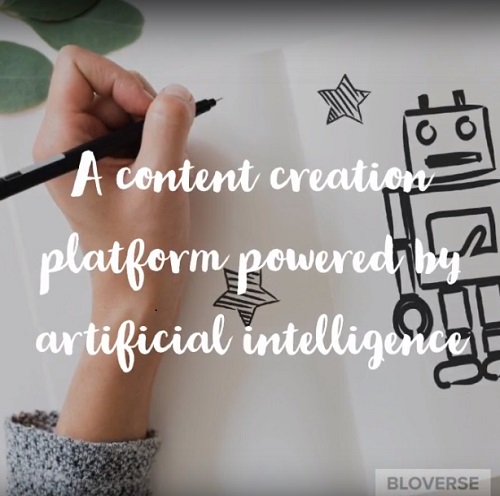 A content creation
platform powered by
artificial intelligence
BLOVERSE